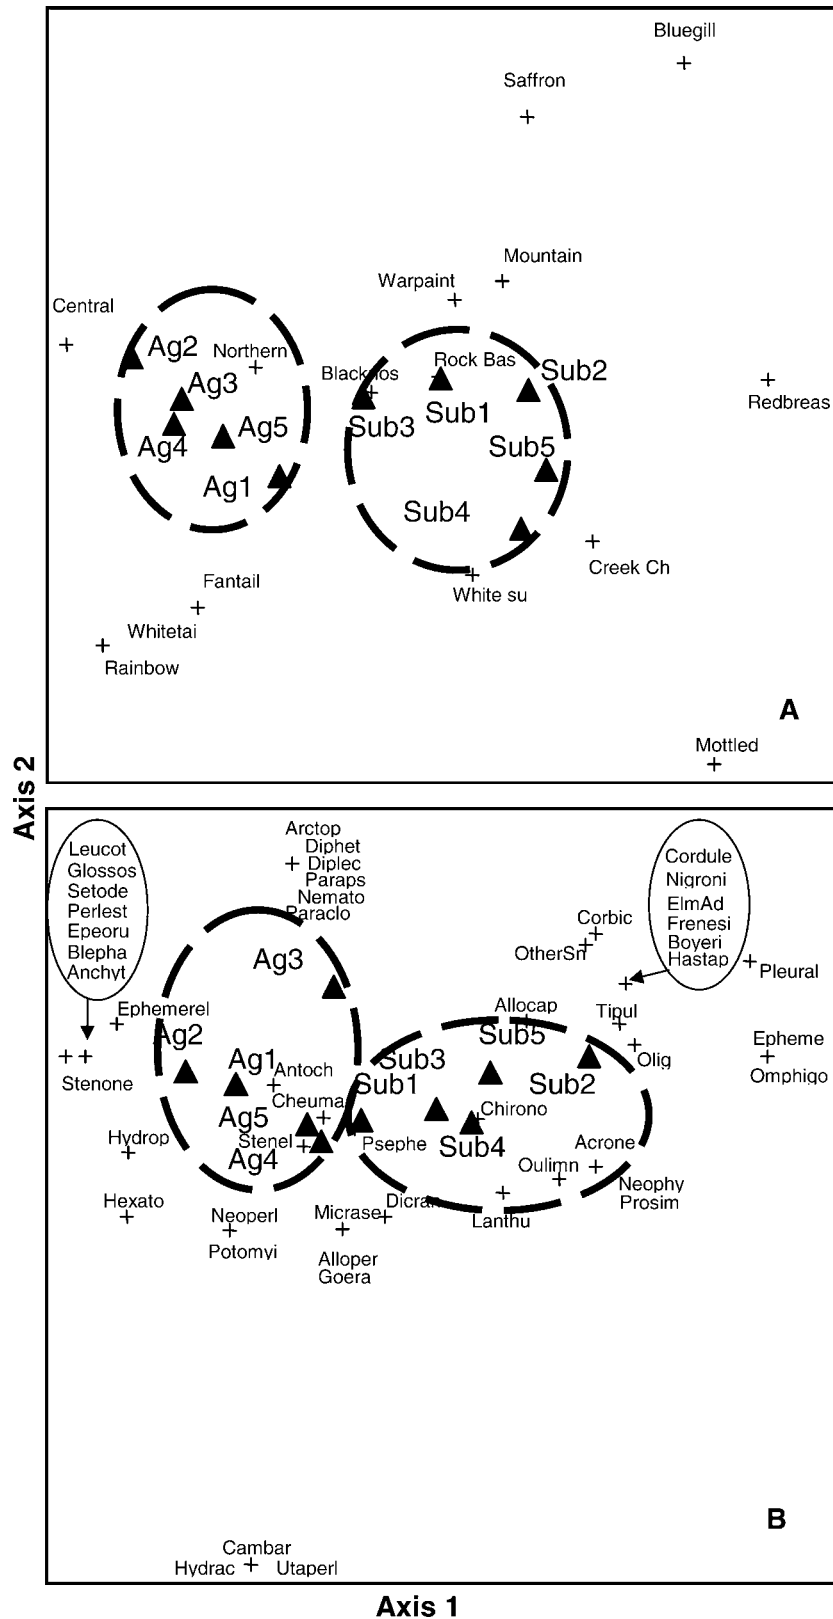 Bluegill
Saffron
Mountain
Warpaint
Central
Ag2
Northern
Rock Bas
Sub2
Blacknos
Ag3
Redbreas
Sub1
Sub3
Ag5
Ag4
Sub5
Ag1
Sub4
Creek Ch
Fantail
White su
Whitetai
Rainbow
A
Mottled
Axis 2
Arctop
Diphet
Diplec
Paraps
Nemato
Paraclo
Leucot
Glossos
Setode
Perlest
Epeoru
Blepha
Anchyt
Cordule
Nigroni
ElmAd
Frenesi
Boyeri
Hastap
Corbic
OtherSn
Pleural
Ag3
Ephemerel
Allocap
Tipul
Ag2
Sub5
Epheme
Omphigo
Olig
Ag1
Antoch
Sub3
Stenone
Sub1
Sub2
Cheuma
Chirono
Ag5
Hydrop
Stenel
Psephe
Sub4
Acrone
Ag4
Oulimn
Neophy
Prosim
Hexato
Neoperl
Micrase
Dicran
Lanthu
Potomyi
Alloper
Goera
B
Cambar
Hydrac Utaperl
Axis 1